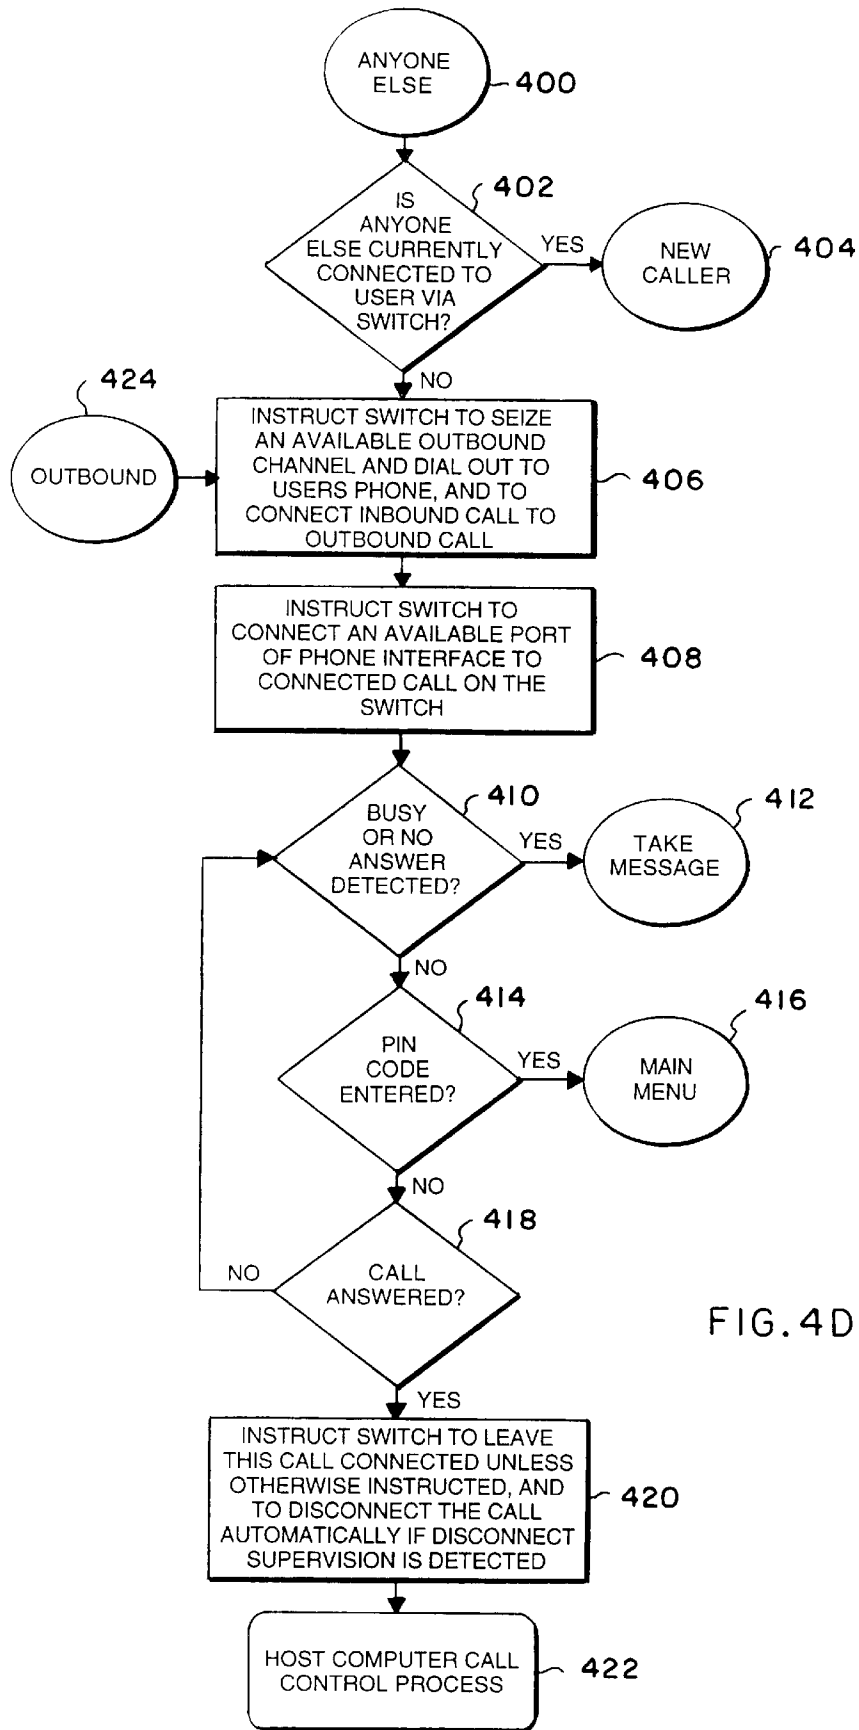 ANYONE
ELSE
400
402
IS
ANYONE
ELSE CURRENTLY
CONNECTED TO
USER VIA
SWITCH?
YES
NEW
CALLER
404
NO
424
OUTBOUND
INSTRUCT SWITCH TO SEIZE
AN AVAILABLE OUTBOUND
CHANNEL AND DIAL OUT TO
USERS PHONE, AND TO
CONNECT INBOUND CALL TO
OUTBOUND CALL
406
INSTRUCT SWITCH TO
CONNECT AN AVAILABLE PORT
OF PHONE INTERFACE TO
CONNECTED CALL ON THE
SWITCH
408
410
BUSY
OR NO
ANSWER
DETECTED?
YES
412
TAKE
MESSAGE
NO
414
PIN
CODE
ENTERED?
YES
416
MAIN
MENU
NO
418
CALL
ANSWERED?
NO
FIG. 4D
YES
INSTRUCT SWITCH TO LEAVE
THIS CALL CONNECTED UNLESS
OTHERWISE INSTRUCTED, AND
TO DISCONNECT THE CALL
AUTOMATICALLY IF DISCONNECT
SUPERVISION IS DETECTED
420
HOST COMPUTER CALL
CONTROL PROCESS
422